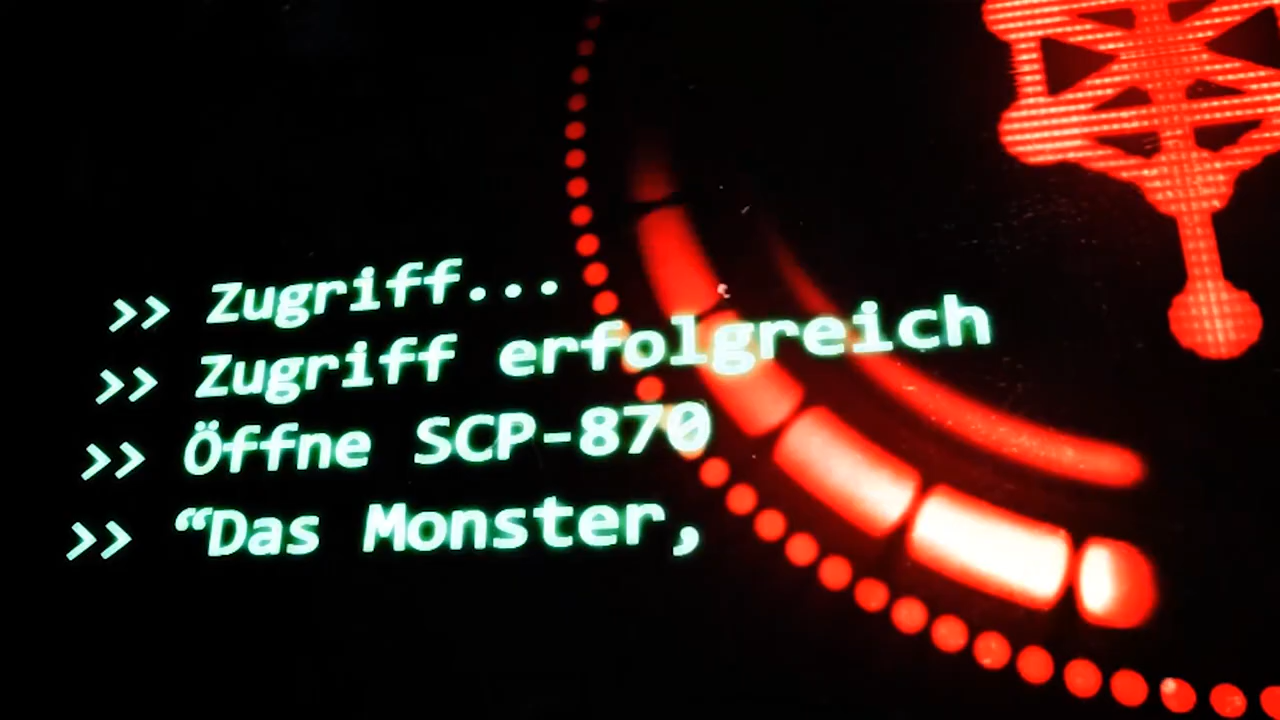 >> Zugriff...
>> Zugriff erfolgreich
>> Öffne SCP-870
>> “Das Monster,